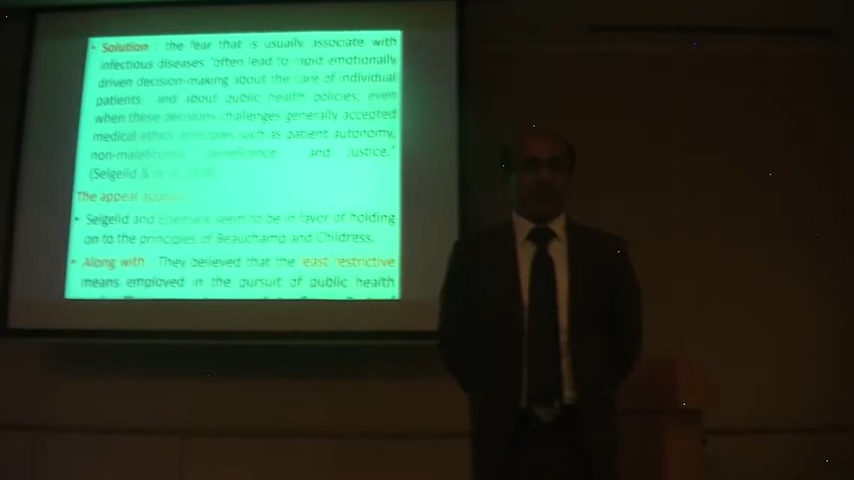 • Solution : the fear that is usually associate with
infectious diseases "often lead to rapid emotionally
driven decision-making about the care of individual
patients and about public health policies, even
when these decisions challenges generally accepted
medical ethics principles such as patient autonomy,
non-maleficence, beneficence and justice."
(Selgelid &
The appeal
• Selgelid and Enemark seem to be in favor of holding
on to the principles of Beauchamp and Childress.
• Along with They believed that the east restrictive
means employed in the pursuit of public health